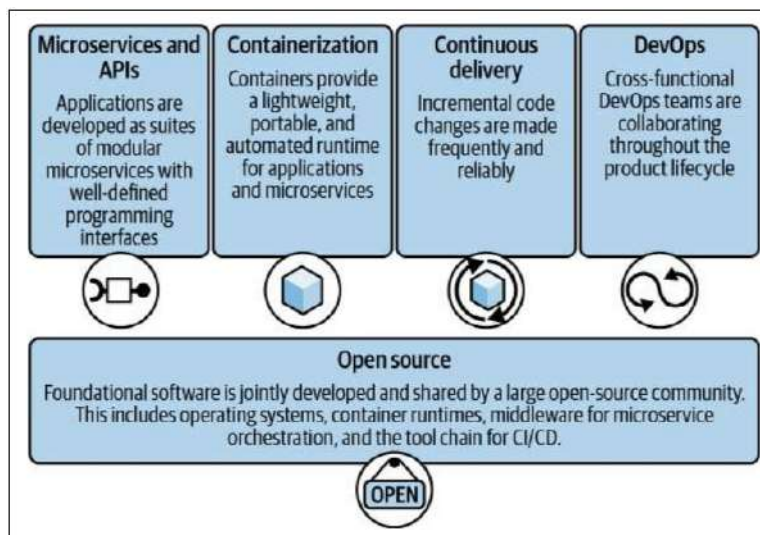 Microservices and
APIs
Applications are
developed as suites
of modular
microservices with
well-defined
programming
interfaces
Containerization
Containers provide
a lightweight,
portable, and
automated runtime
for applications
and microservices
Continuous
delivery
Incremental code
changes are made
frequently and
reliably
DevOps
Cross-functional
DevOps teams are
collaborating
throughout the
product lifecycle
Open source
Foundational software is jointly developed and shared by a large open-source community.
This includes operating systems, container runtimes, middleware for microservice
orchestration, and the tool chain for CI/CD.
OPEN